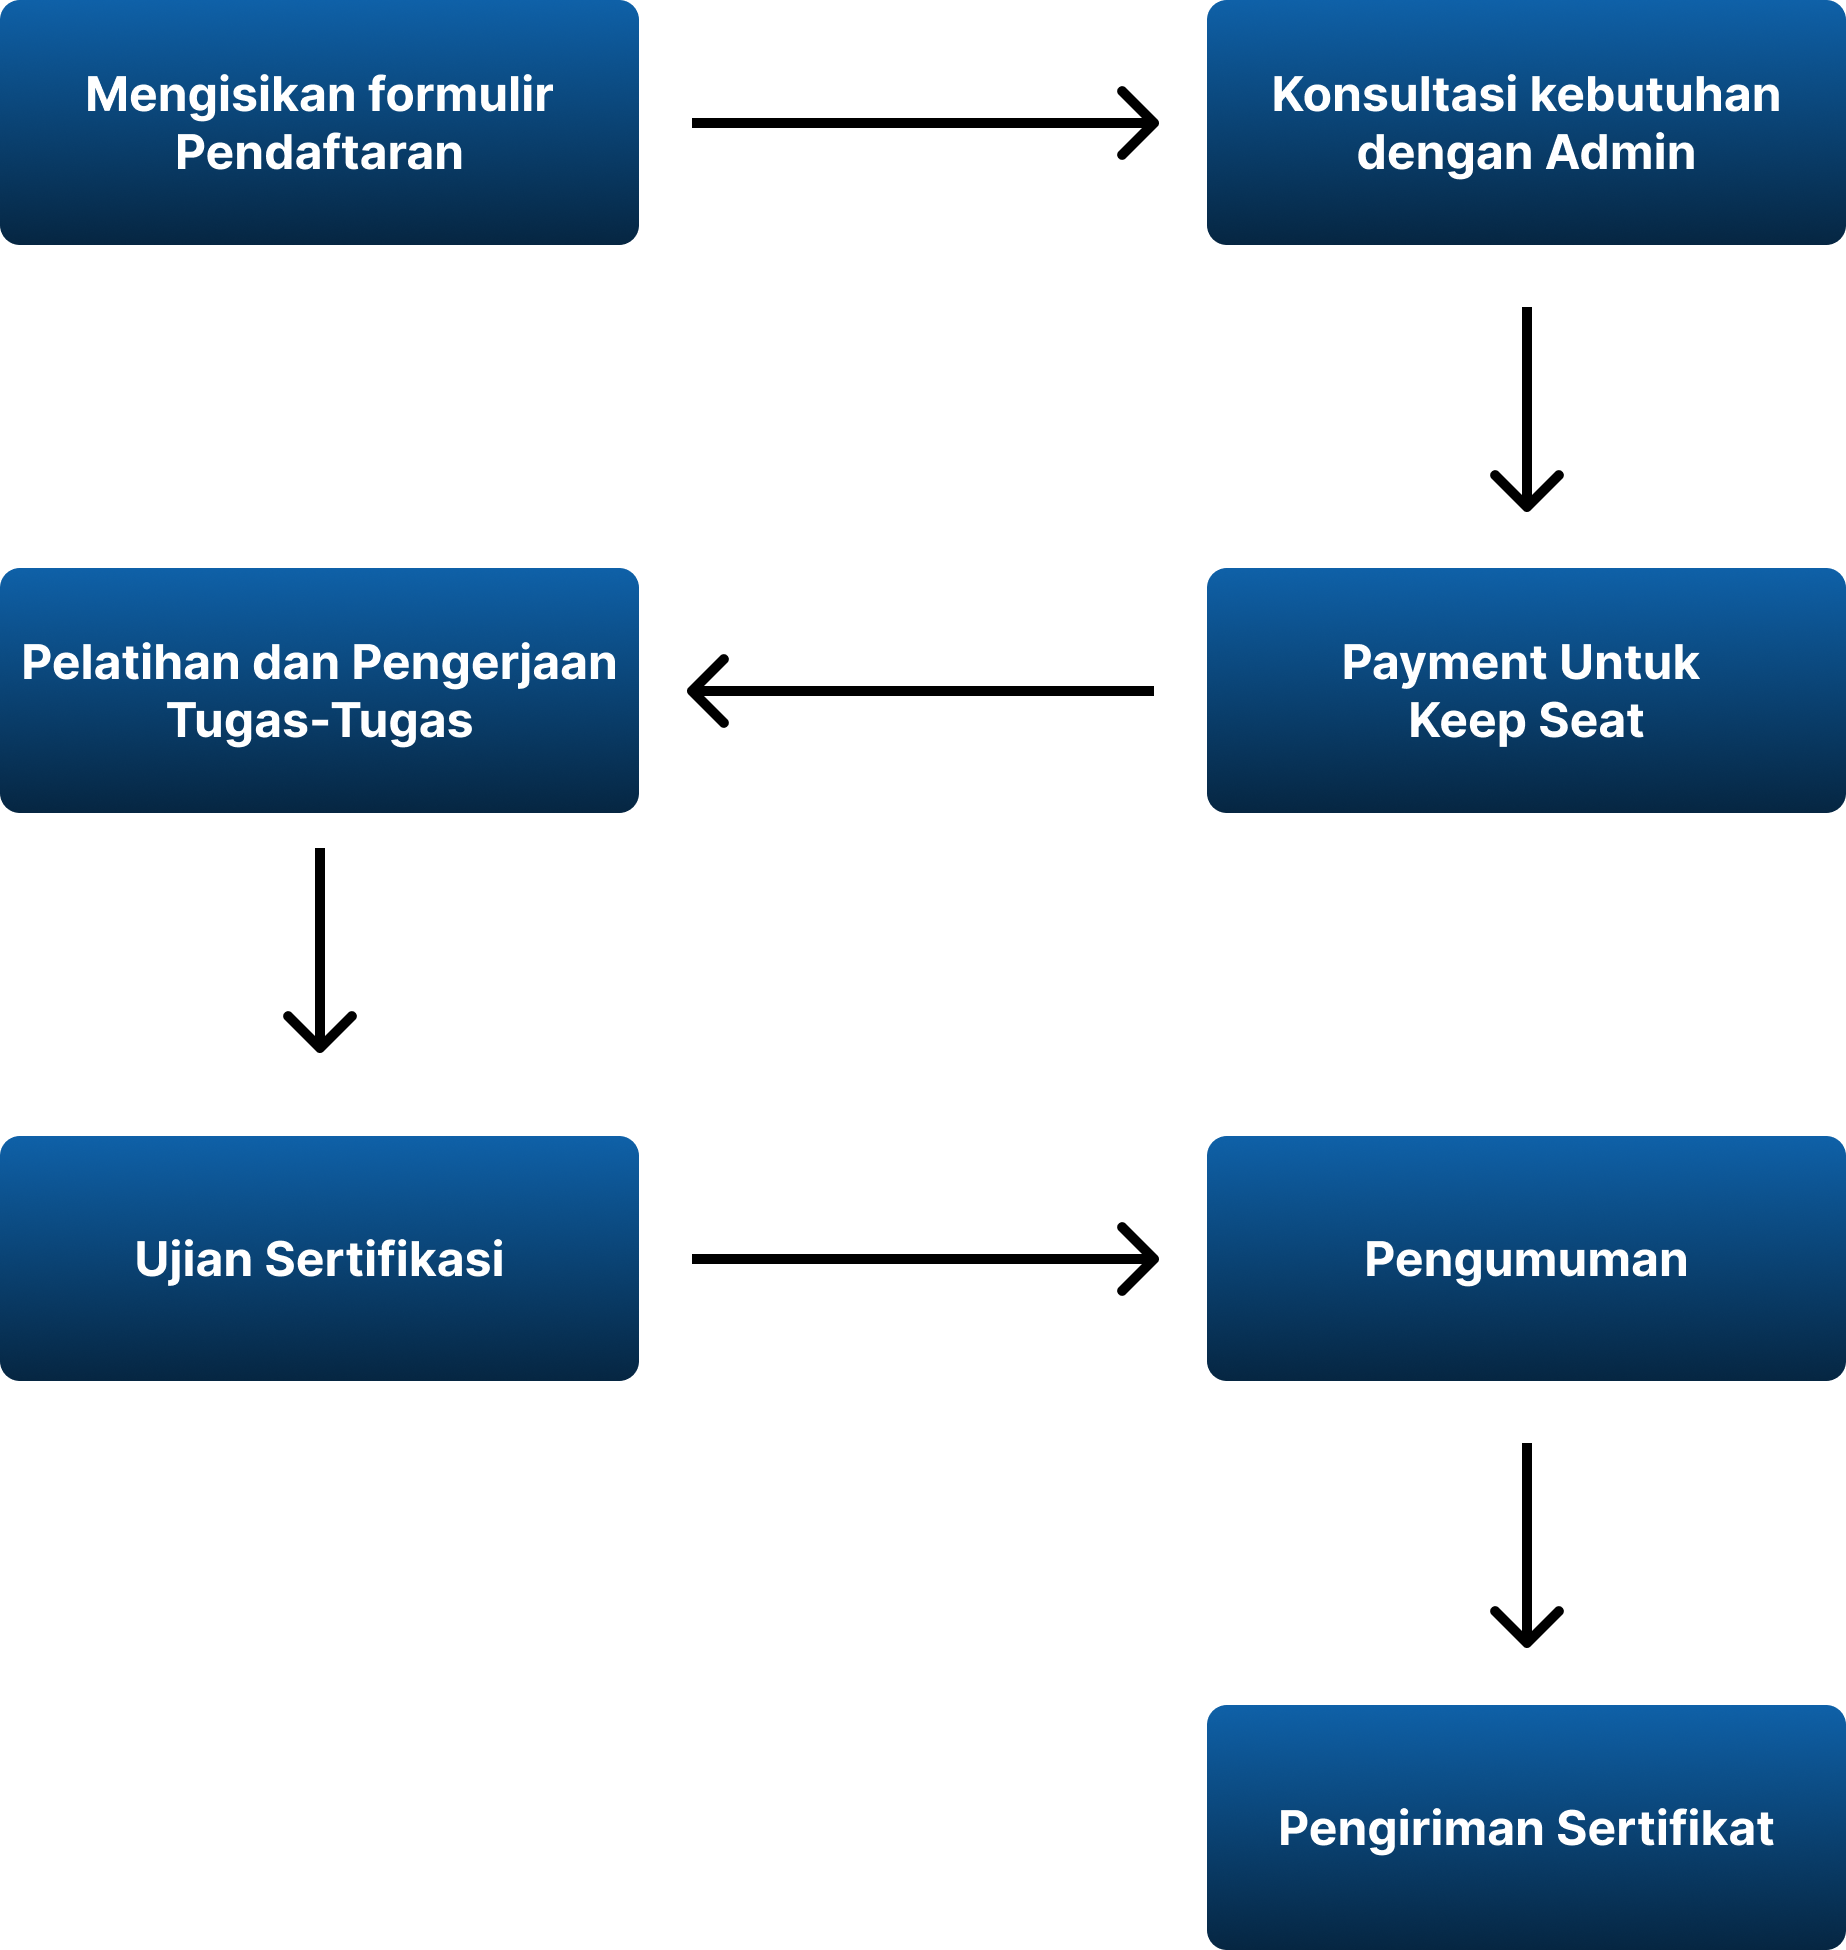 Mengisikan formulir
Pendaftaran
Konsultasi kebutuhan
dengan Admin
Payment Untuk
Keep Seat
Pelatihan dan Pengerjaan
Tugas-Tugas
Ujian Sertifikasi
Pengumuman
Pengiriman Sertifikat